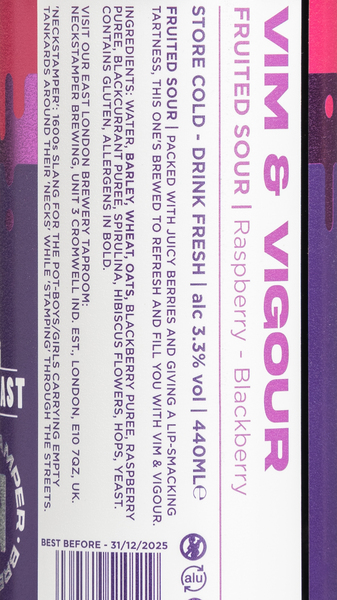 VIM & VIGOUR
FRUITED SOUR | Raspberry - Blackberry
STORE COLD - DRINK FRESH | alc 3.3% vol | 440ML℮
FRUITED SOUR | PACKED WITH JUICY BERRIES AND GIVING A LIP-SMACKING
TARTNESS, THIS ONE'S BREWED TO REFRESH AND FILL YOU WITH VIM & VIGOUR.
INGREDIENTS: WATER, BARLEY, WHEAT, OATS, BLACKBERRY PUREE, RASPBERRY
PUREE, BLACKCURRANT PUREE, SPIRULINA, HIBISCUS FLOWERS, HOPS, YEAST.
CONTAINS GLUTEN, ALLERGENS IN BOLD.
VISIT OUR EAST LONDON BREWERY TAPROOM:
NECKSTAMPER BREWING, UNIT 3 CROMWELL IND. EST., LONDON, E10 7QZ, UK.
NECKSTAMPER: 1600s SLANG FOR THE POT-BOYS/GIRLS CARRYING EMPTY
TANKARDS AROUND THEIR 'NECKS' WHILE 'STAMPING' THROUGH THE STREETS.
alu
BEST BEFORE - 31/12/2025
AST